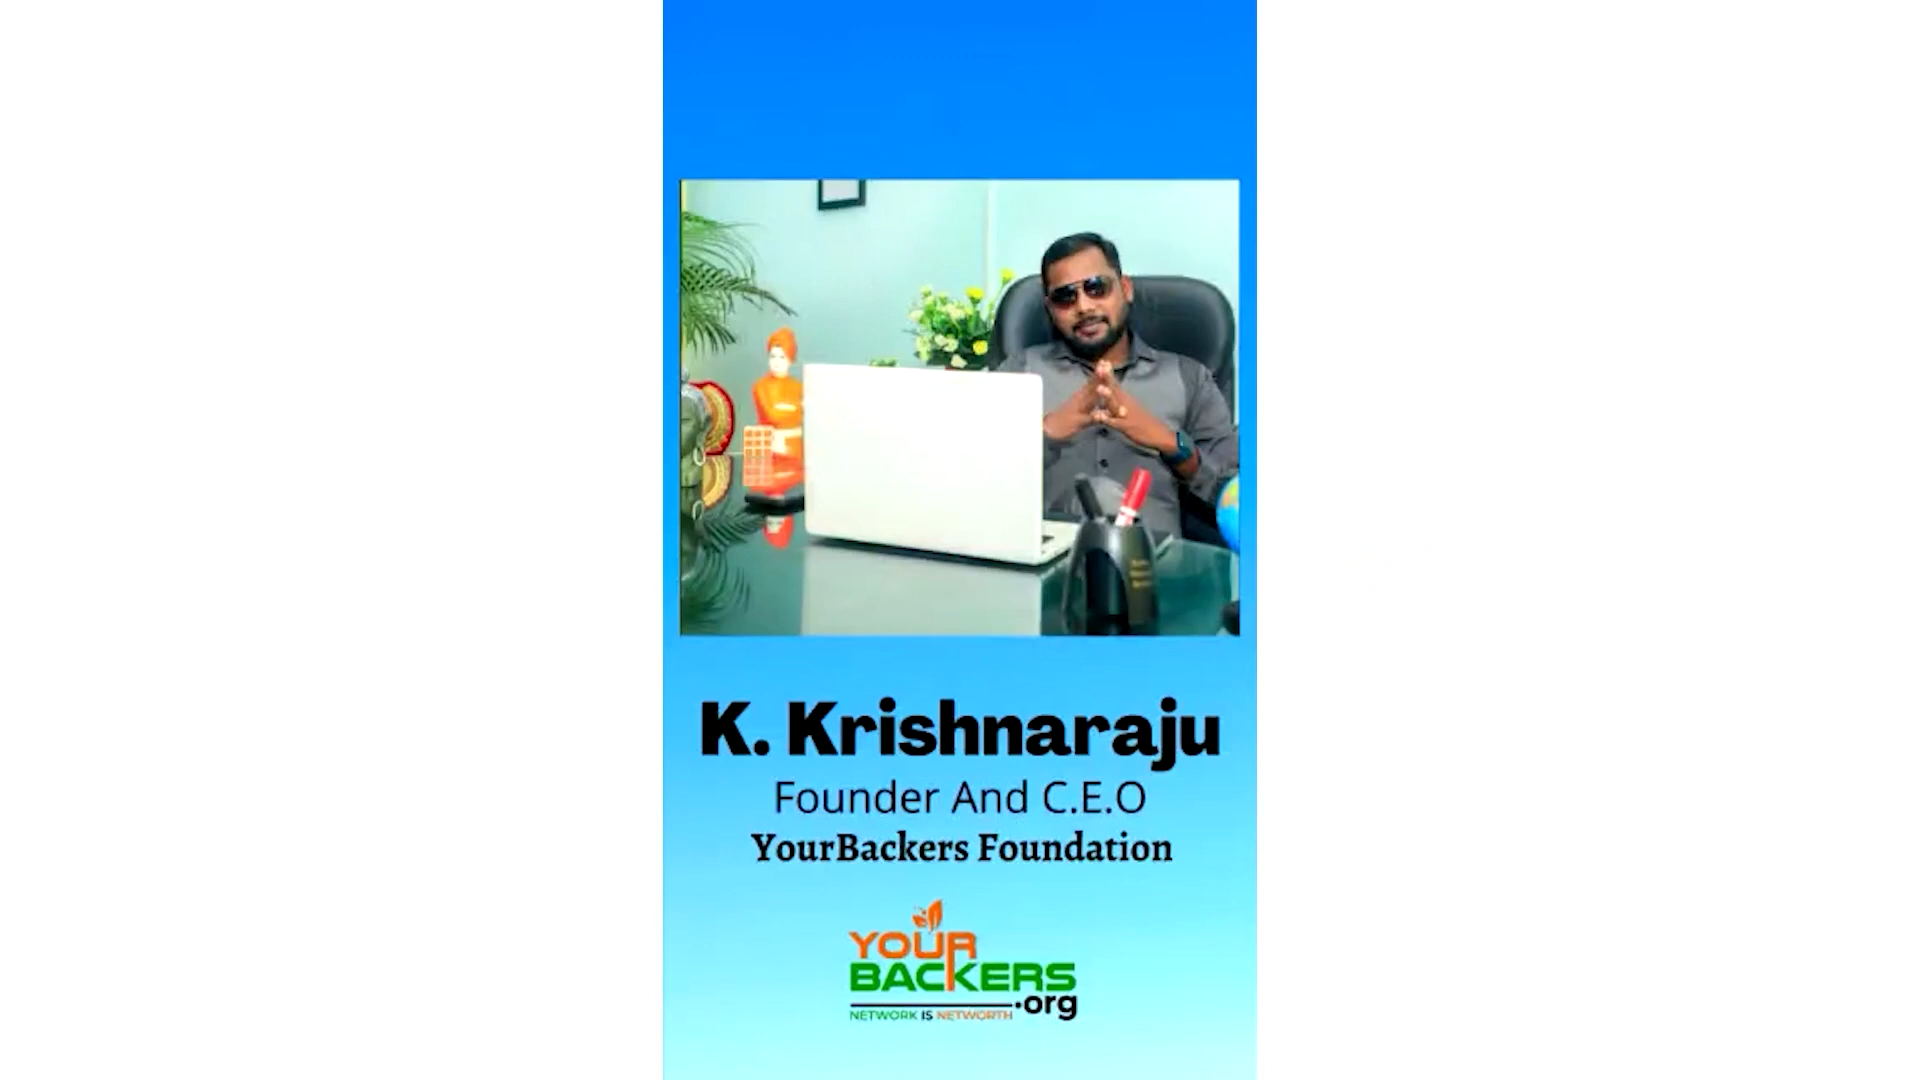 K. Krishnaraju
Founder And C.E.O
YourBackers Foundation
YOUR
BACKERS
.org
NETWORK IS NETWORTH